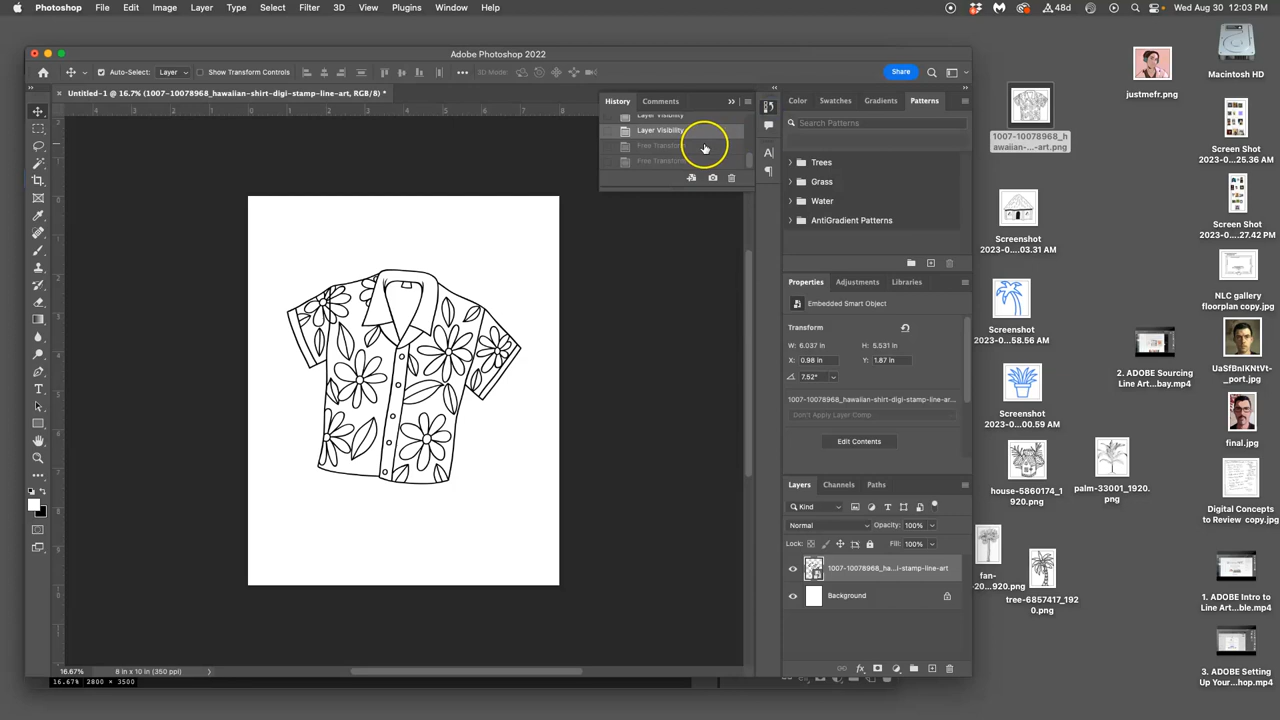 Photoshop File Edit Image Layer Type Select Filter 3D View Plugins Window Help
48d Wed Aug 30 12:03 PM
Adobe Photoshop 2022
Auto-Select: Layer Show Transform Controls 3D Mode: Share
Untitled-1 @ 16.7% (1007-10078968_hawaiian-shirt-digi-stamp-line-art, RGB/8) *
History Comments
Layer Visibility
Layer Visibility
Free Transform
Free Transform
Color Swatches Gradients Patterns
Search Patterns
Trees
Grass
Water
AntiGradient Patterns
Properties Adjustments Libraries
Embedded Smart Object
Transform
W: 6.037 in H: 5.531 in
X: 0.98 in Y: 1.87 in
7.52°
1007-10078968_hawaiian-shirt-digi-stamp-line-ar...
Don't Apply Layer Comp
Edit Contents
Layers Channels Paths
Kind
Normal Opacity: 100%
Lock: Fill: 100%
1007-10078968_ha...i-stamp-line-art
Background
16.67% 8 in x 10 in (350 ppi)
16.67% 2800 x 3500
1007-10078968_h
awaiian-...-art.png
Screenshot
2023-0....03.31 AM
Screenshot
2023-0....58.56 AM
Screenshot
2023-0....00.59 AM
house-5860174_1
920.png
palm-33001_1920.
png
fan-
20...920.png
tree-6857417_192
0.png
justmefr.png
2. ADOBE Sourcing
Line Art...bay.mp4
Macintosh HD
Screen Shot
2023-0...25.36 AM
Screen Shot
2023-0....27.42 PM
NLC gallery
floorplan copy.jpg
UaSfBnIKNtVt-
_port.jpg
final.jpg
Digital Concepts
to Review copy.jpg
1. ADOBE Intro to
Line Art...ble.mp4
3. ADOBE Setting
Up Your...hop.mp4